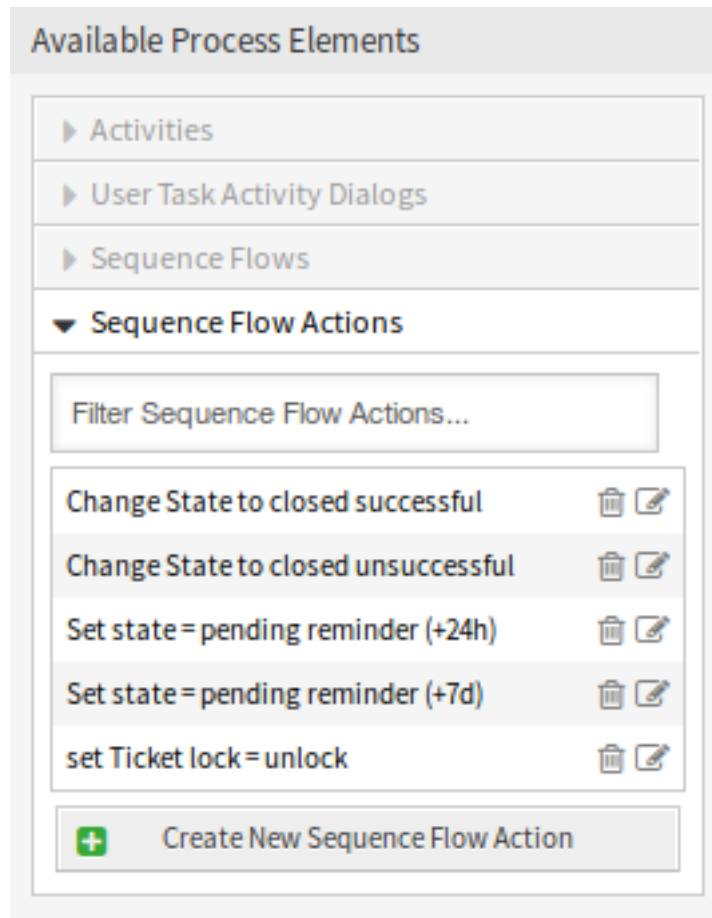 Available Process Elements
Activities
User Task Activity Dialogs
Sequence Flows
Sequence Flow Actions
Filter Sequence Flow Actions...
Change State to closed successful
Change State to closed unsuccessful
Set state = pending reminder (+24h)
Set state = pending reminder (+7d)
set Ticket lock = unlock
Create New Sequence Flow Action